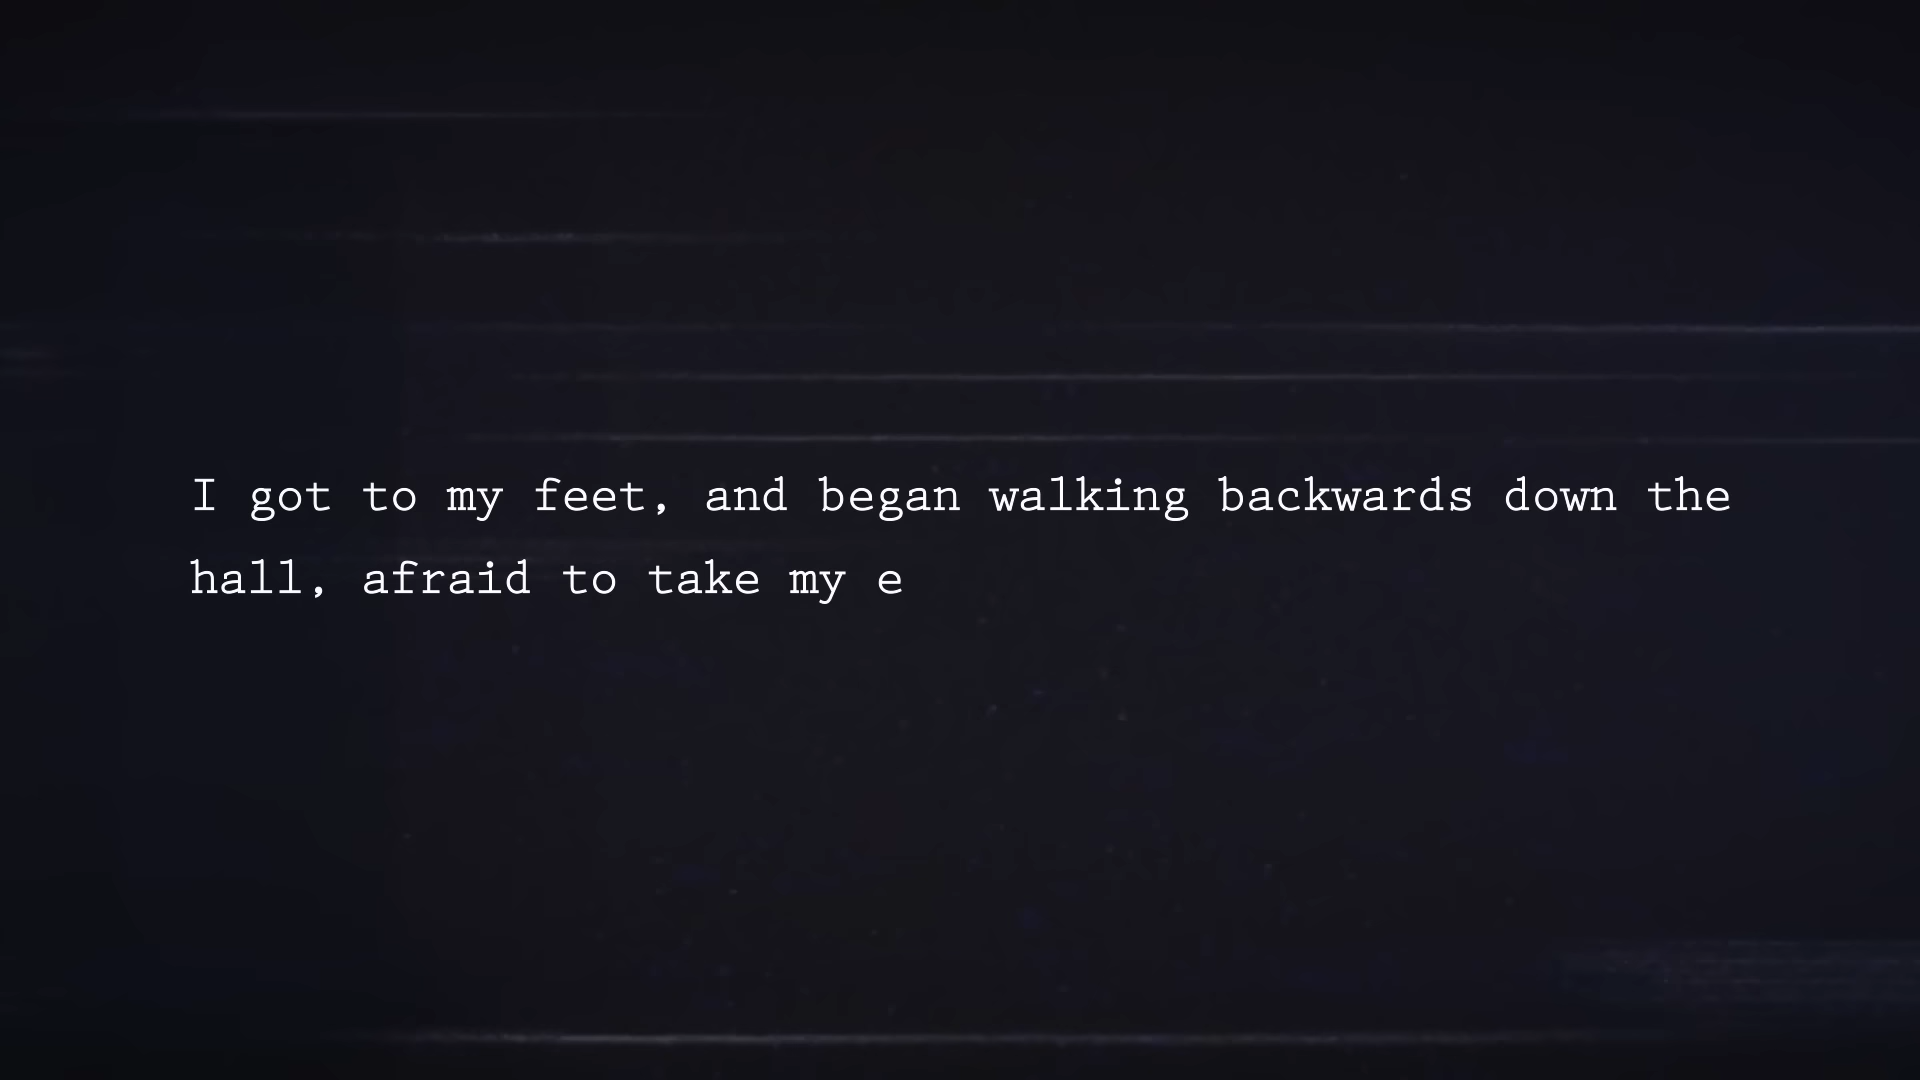 I got to my feet, and began walking backwards down the
hall, afraid to take my e